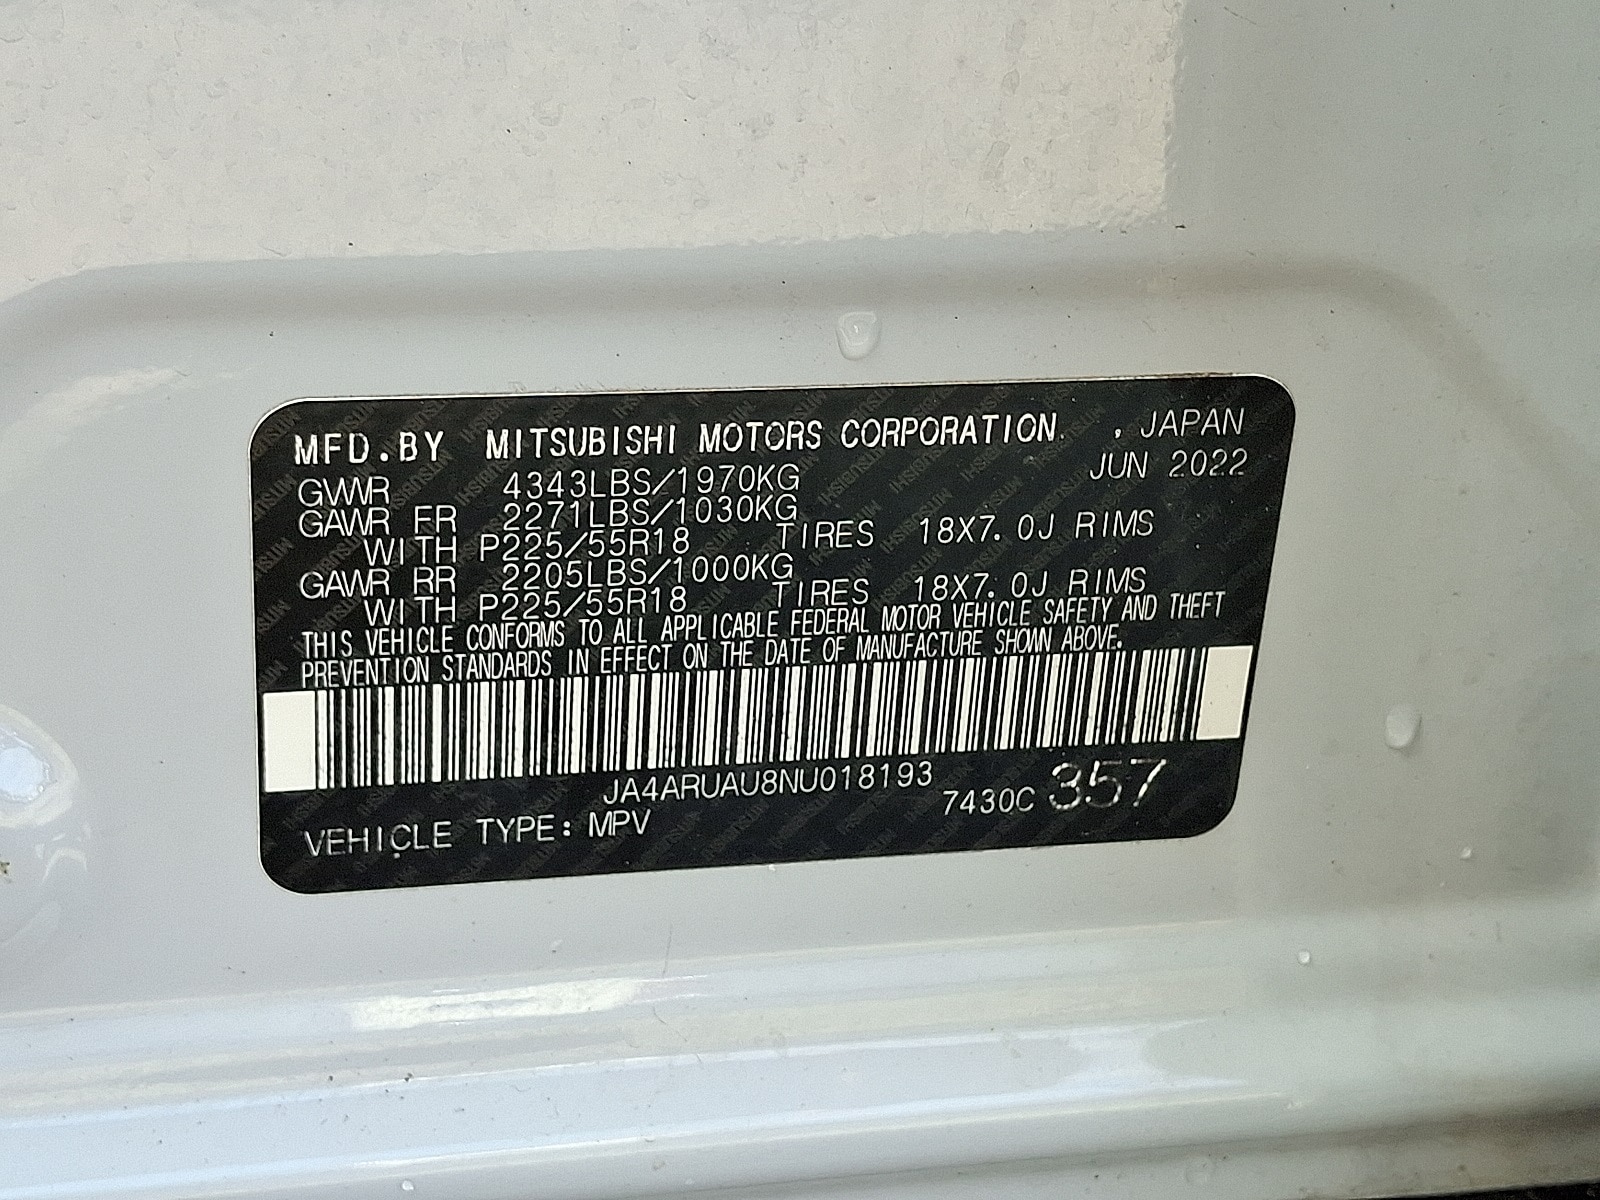 MFD.BY MITSUBISHI MOTORS CORPORATION. , JAPAN
JUN 2022
GVWR 4343LBS/1970KG
GAWR FR 2271LBS/1030KG
WITH P225/55R18 TIRES 18X7.0J RIMS
GAWR RR 2205LBS/1000KG
WITH P225/55R18 TIRES 18X7.0J RIMS
THIS VEHICLE CONFORMS TO ALL APPLICABLE FEDERAL MOTOR VEHICLE SAFETY AND THEFT
PREVENTION STANDARDS IN EFFECT ON THE DATE OF MANUFACTURE SHOWN ABOVE.
JA4ARUAU8NU018193
7430C 357
VEHICLE TYPE: MPV